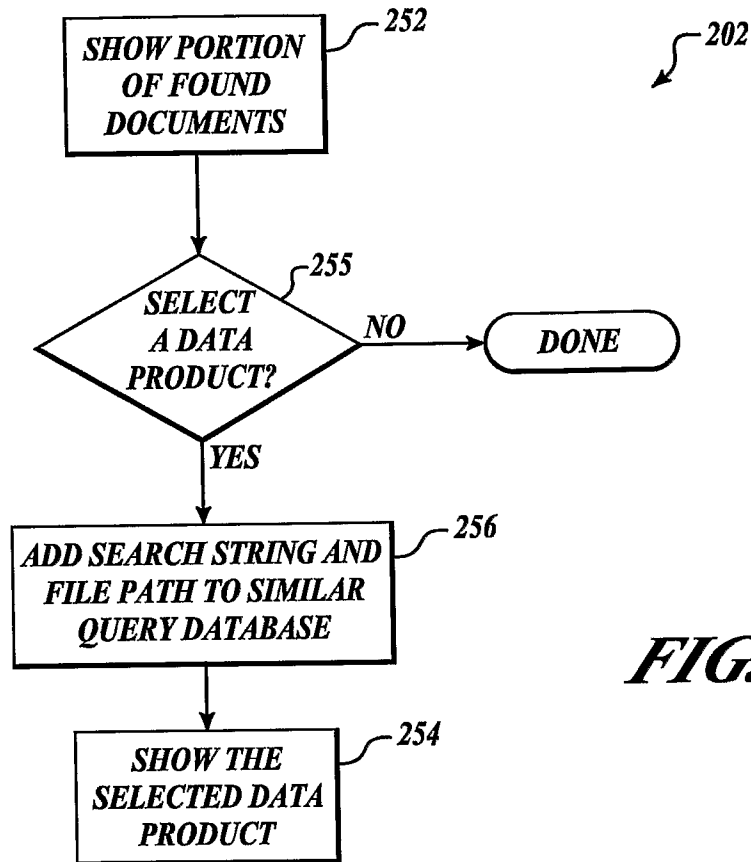 252
SHOW PORTION
OF FOUND
DOCUMENTS
202
255
SELECT
A DATA
PRODUCT?
NO
DONE
YES
256
ADD SEARCH STRING AND
FILE PATH TO SIMILAR
QUERY DATABASE
FIG.
254
SHOW THE
SELECTED DATA
PRODUCT